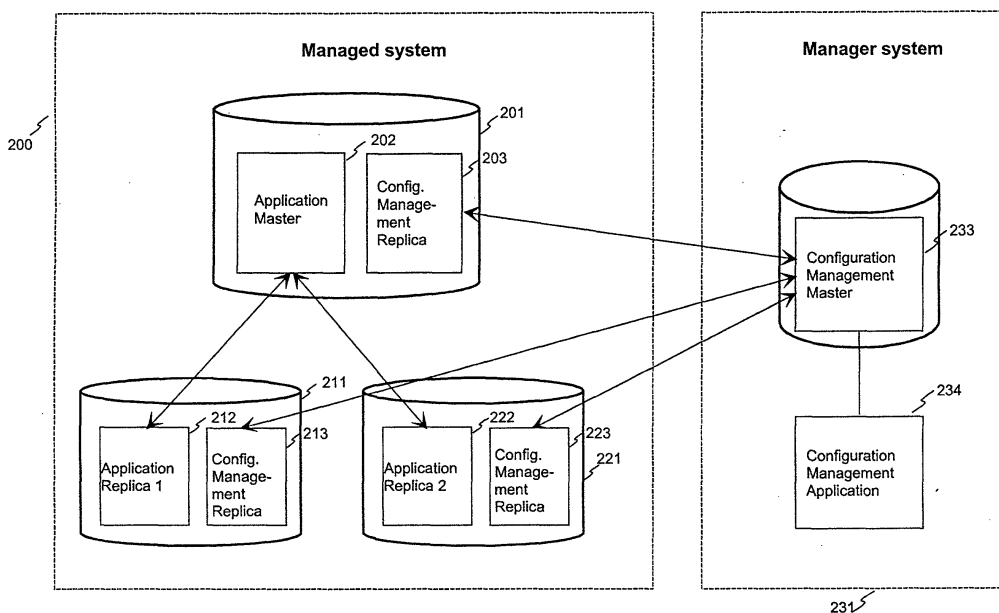 Managed system
Manager system
200
201
202
203
Application
Master
Config.
Manage-
ment
Replica
233
Configuration
Management
Master
211
212
213
Application
Replica 1
Config.
Manage-
ment
Replica
222
223
221
Application
Replica 2
Config.
Manage-
ment
Replica
234
Configuration
Management
Application
231